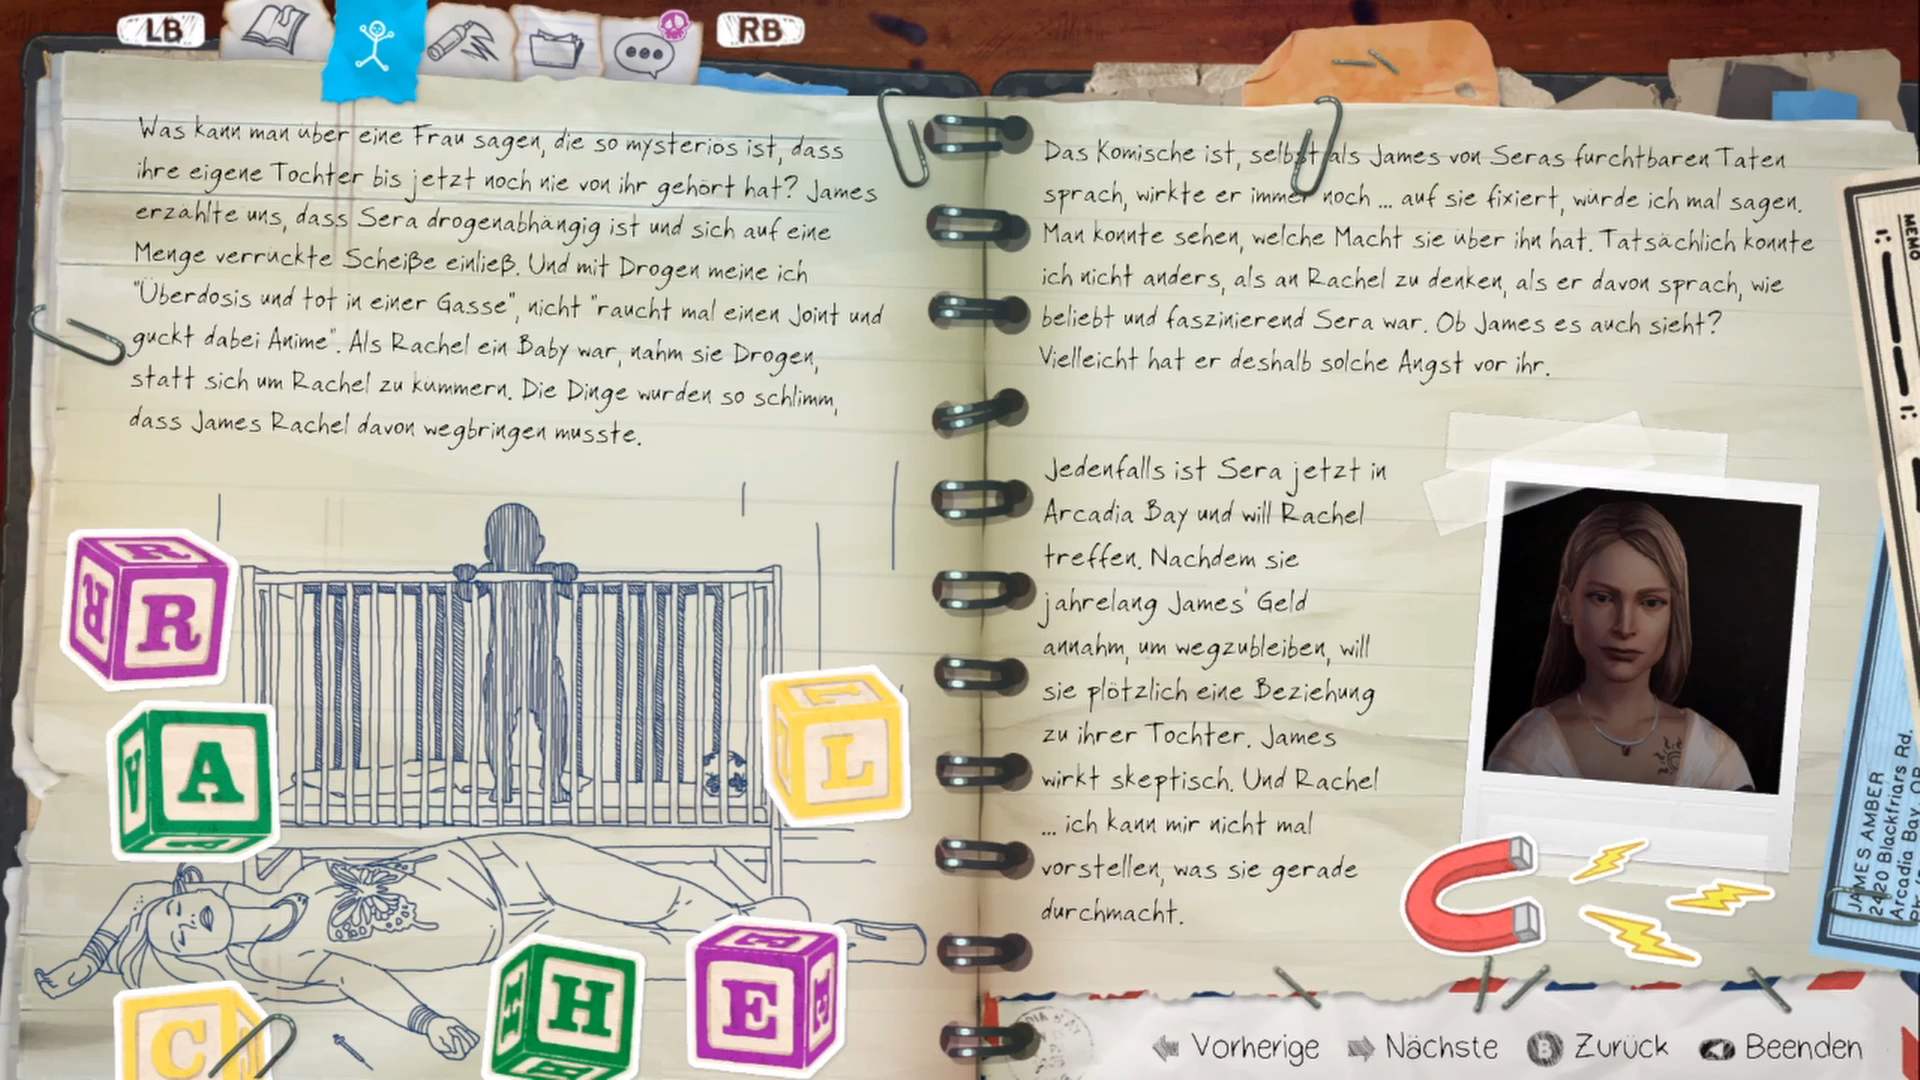 LB
RB
Was kann man über eine Frau sagen, die so mysteriös ist, dass
ihre eigene Tochter bis jetzt noch nie von ihr gehört hat? James
erzählte uns, dass Sera drogenabhängig ist und sich auf eine
Menge verrückte Scheiße einließ. Und mit Drogen meine ich
"Überdosis und tot in einer Gasse", nicht "raucht mal einen Joint und
guckt dabei Anime". Als Rachel ein Baby war, nahm sie Drogen,
statt sich um Rachel zu kümmern. Die Dinge wurden so schlimm,
dass James Rachel davon wegbringen musste.
R
R
R
A
A
A
L
L
C
H
H
H
E
E
E
Das Komische ist, selbst als James von Seras furchtbaren Taten
sprach, wirkte er immer noch ... auf sie fixiert, würde ich mal sagen.
Man konnte sehen, welche Macht sie über ihn hat. Tatsächlich konnte
ich nicht anders, als an Rachel zu denken, als er davon sprach, wie
beliebt und faszinierend Sera war. Ob James es auch sieht?
Vielleicht hat er deshalb solche Angst vor ihr.
Jedenfalls ist Sera jetzt in
Arcadia Bay und will Rachel
treffen. Nachdem sie
jahrelang James' Geld
annahm, um wegzubleiben, will
sie plötzlich eine Beziehung
zu ihrer Tochter. James
wirkt skeptisch. Und Rachel
... ich kann mir nicht mal
vorstellen, was sie gerade
durchmacht.
MEMO
JAMES AMBER
Blackfriars Rd.
Arcadia Bay, OR
B
Vorherige
Nächste
Zurück
Beenden